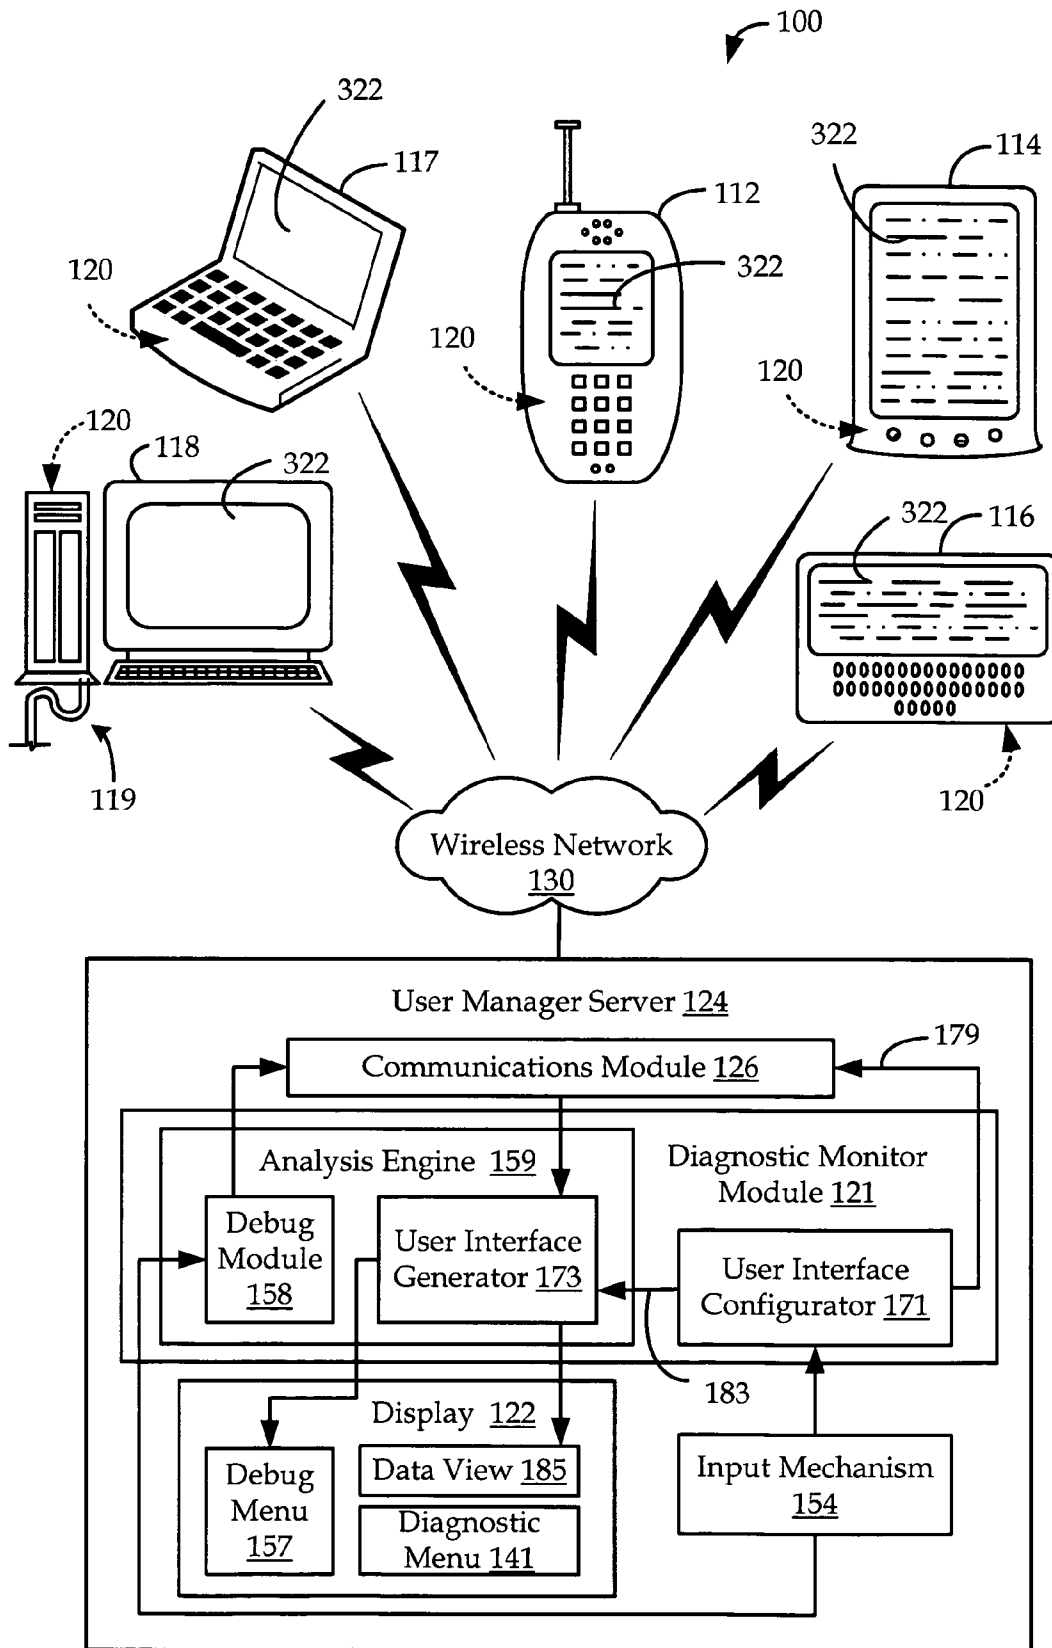 100
322
117
112
322
114
322
120
120
120
120
118
322
322
116
119
120
Wireless Network
130
User Manager Server 124
179
Communications Module 126
Analysis Engine 159
Diagnostic Monitor
Module 121
Debug
Module
158
User Interface
Generator 173
User Interface
Configurator 171
183
Display 122
Data View 185
Debug
Menu
157
Diagnostic
Menu 141
Input Mechanism
154